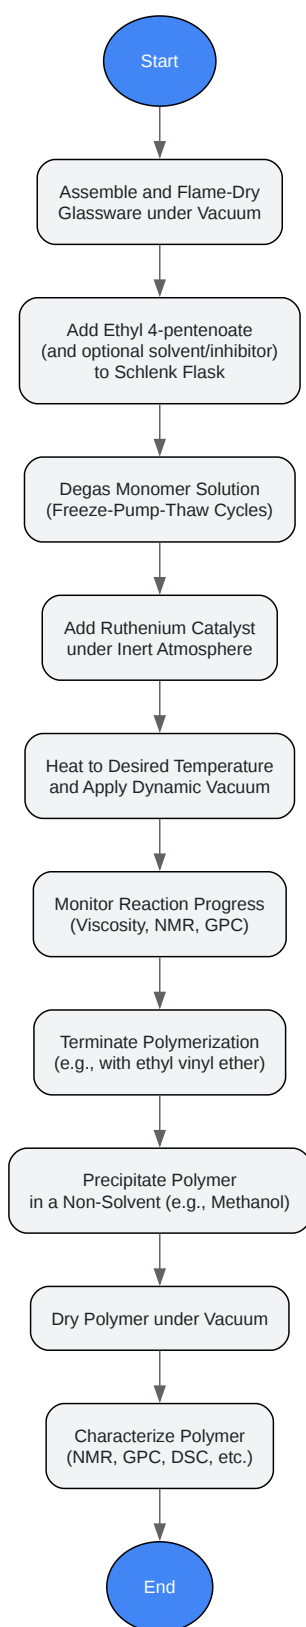 Start
Assemble and Flame-Dry
Glassware under Vacuum
Add Ethyl 4-pentenoate
(and optional solvent/inhibitor)
to Schlenk Flask
Degas Monomer Solution
(Freeze-Pump-Thaw Cycles)
Add Ruthenium Catalyst
under Inert Atmosphere
Heat to Desired Temperature
and Apply Dynamic Vacuum
Monitor Reaction Progress
(Viscosity, NMR, GPC)
Terminate Polymerization
(e.g., with ethyl vinyl ether)
Precipitate Polymer
in a Non-Solvent (e.g., Methanol)
Dry Polymer under Vacuum
Characterize Polymer
(NMR, GPC, DSC, etc.)
End